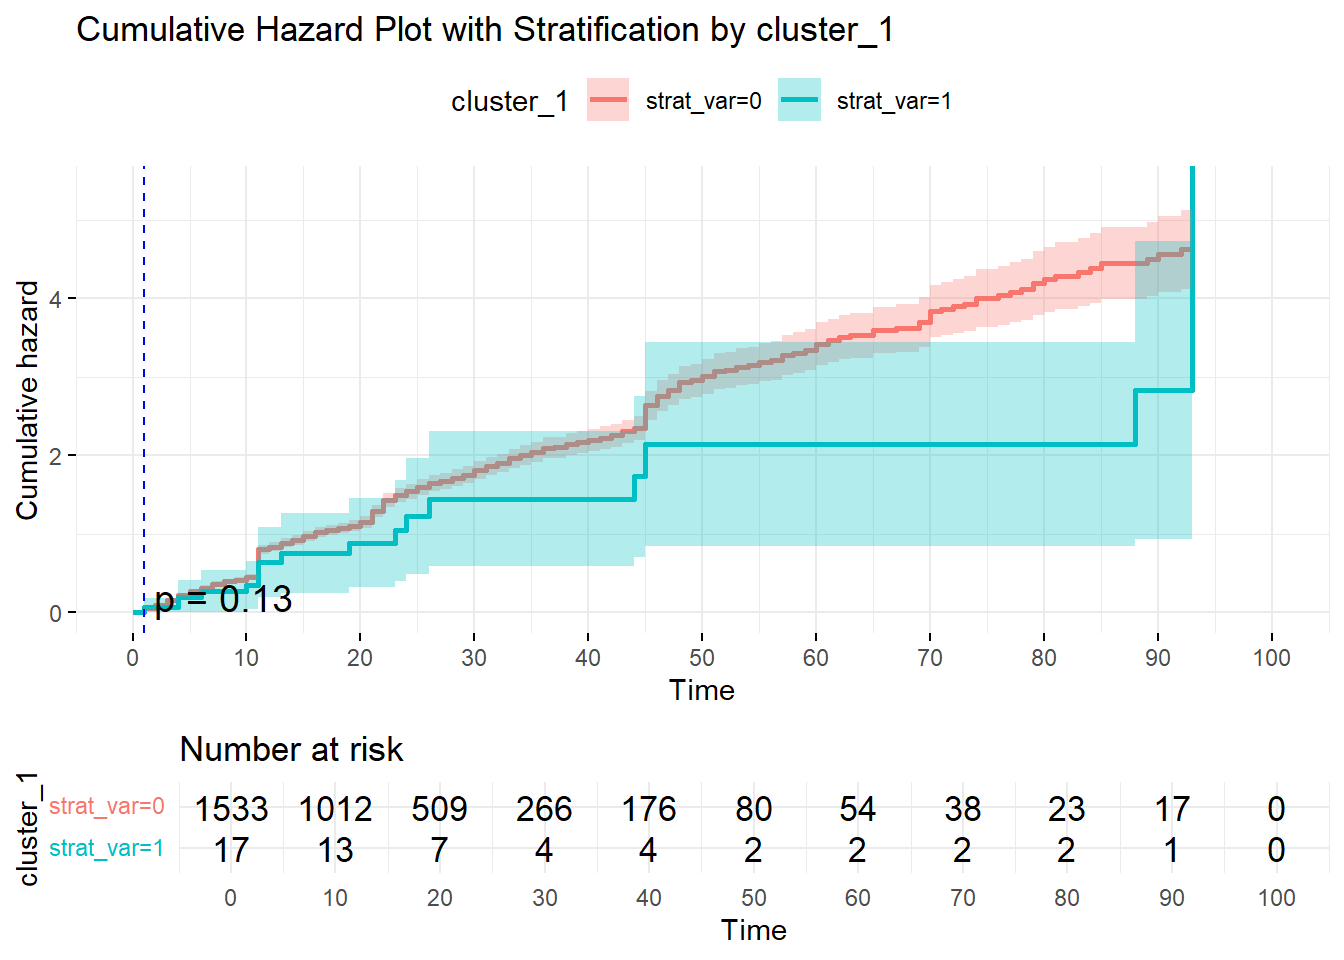 Cumulative Hazard Plot with Stratification by cluster_1
cluster_1 strat_var=0 strat_var=1
Cumulative hazard
4
2
0
p = 0.13
0 10 20 30 40 50 60 70 80 90 100
Time
Number at risk
cluster_1
strat_var=0 1533 1012 509 266 176 80 54 38 23 17 0
strat_var=1 17 13 7 4 4 2 2 2 2 1 0
0 10 20 30 40 50 60 70 80 90 100
Time